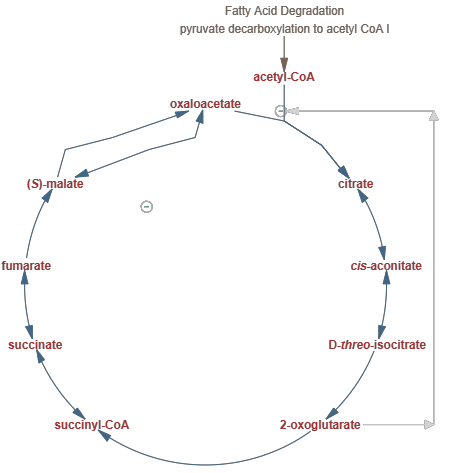 Fatty Acid Degradation
pyruvate decarboxylation to acetyl CoA I
acetyl-CoA
oxaloacetate
(S)-malate
citrate
fumarate
cis-aconitate
succinate
D-threo-isocitrate
succinyl-CoA
2-oxoglutarate